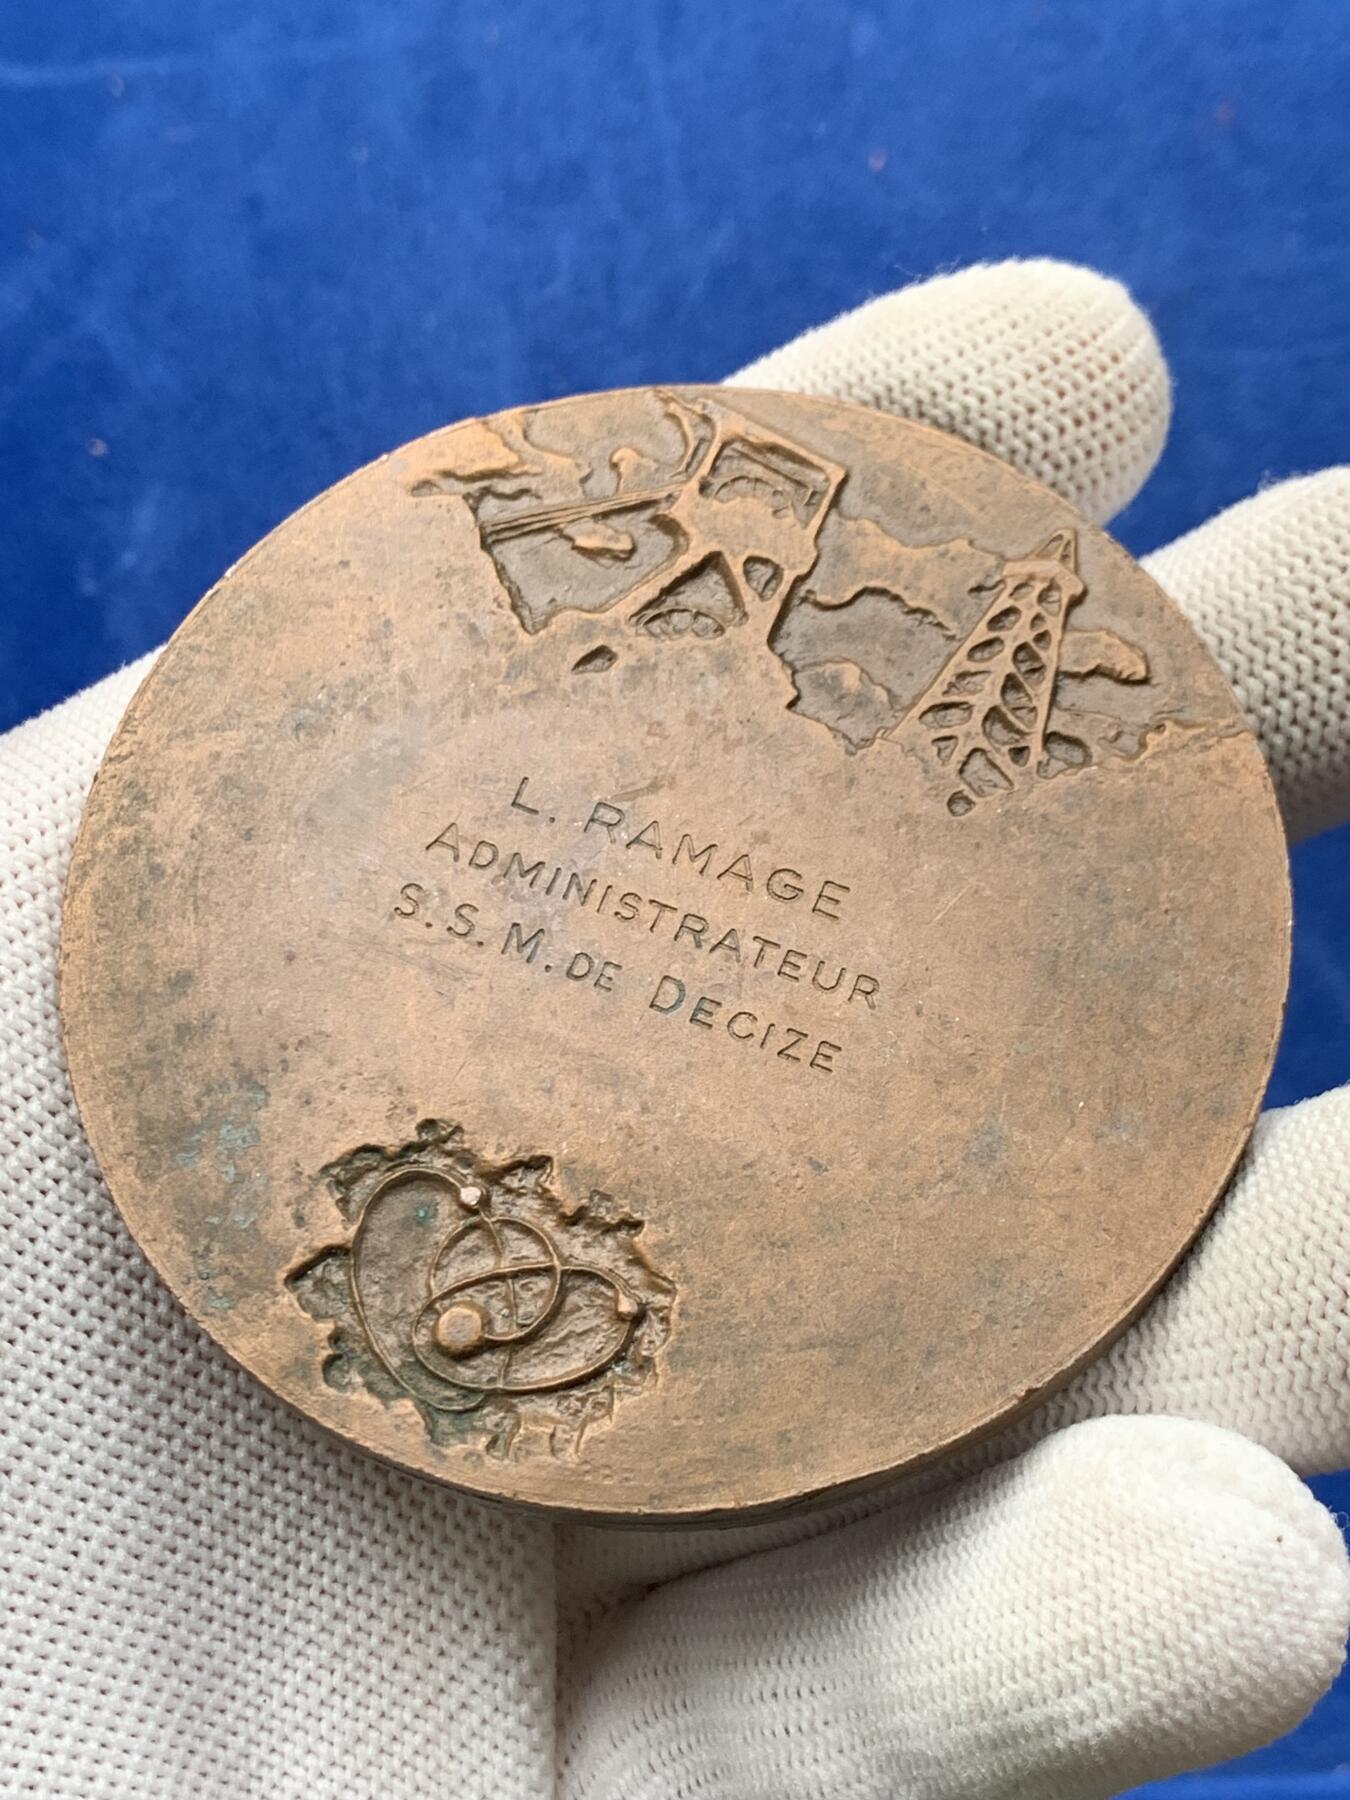 L. RAMAGE
ADMINISTRATEUR
S. S. M. DE DECIZE